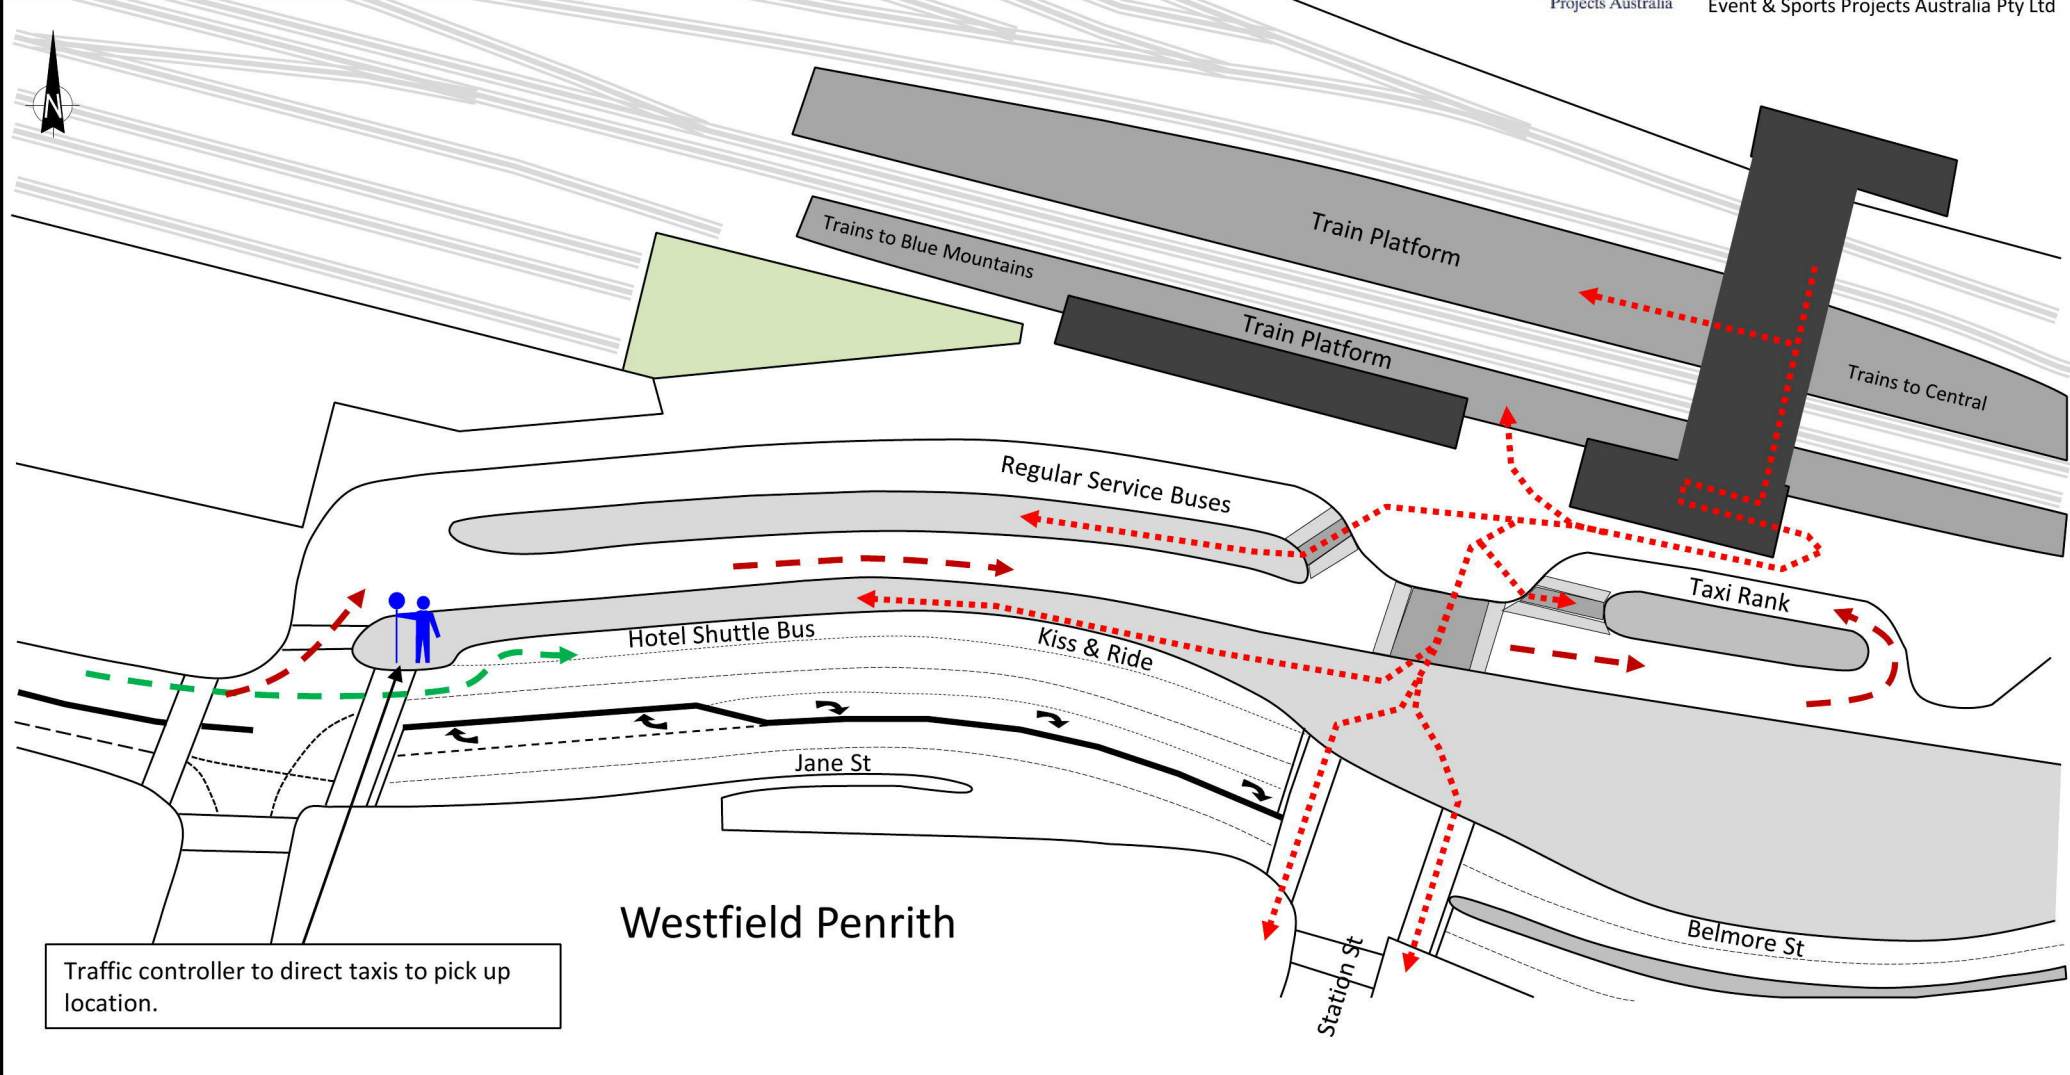 Projects Australia
Event & Sports Projects Australia Pty Ltd
N
Train Platform
Trains to Blue Mountains
Train Platform
Trains to Central
Regular Service Buses
Taxi Rank
Hotel Shuttle Bus
Kiss & Ride
Jane St
Westfield Penrith
Belmore St
Station St
Traffic controller to direct taxis to pick up
location.